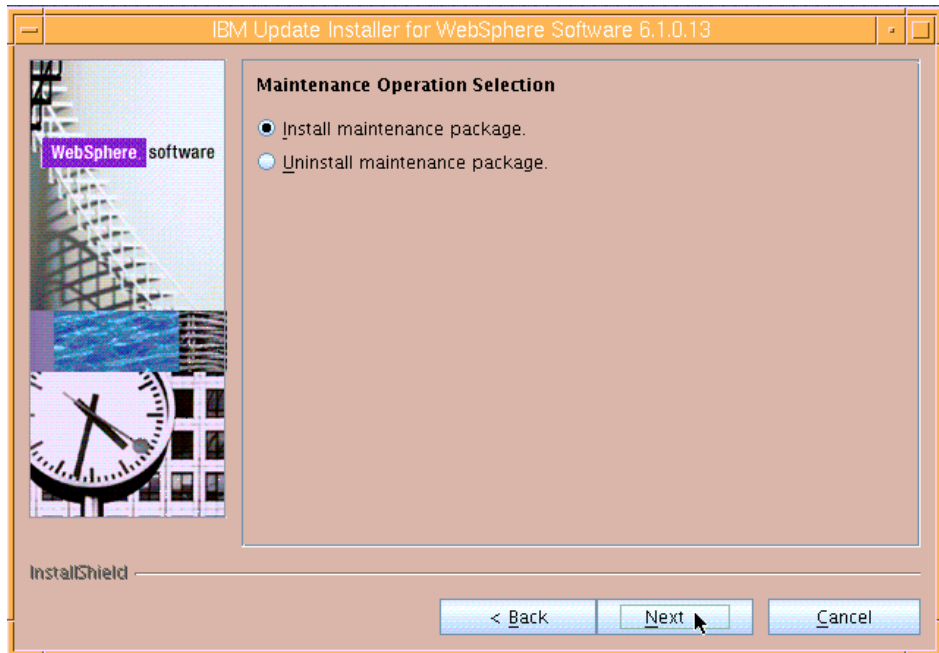 IBM Update Installer for WebSphere Software 6.1.0.13
WebSphere. software
Maintenance Operation Selection
Install maintenance package.
Uninstall maintenance package.
InstallShield
< Back
Next
Cancel